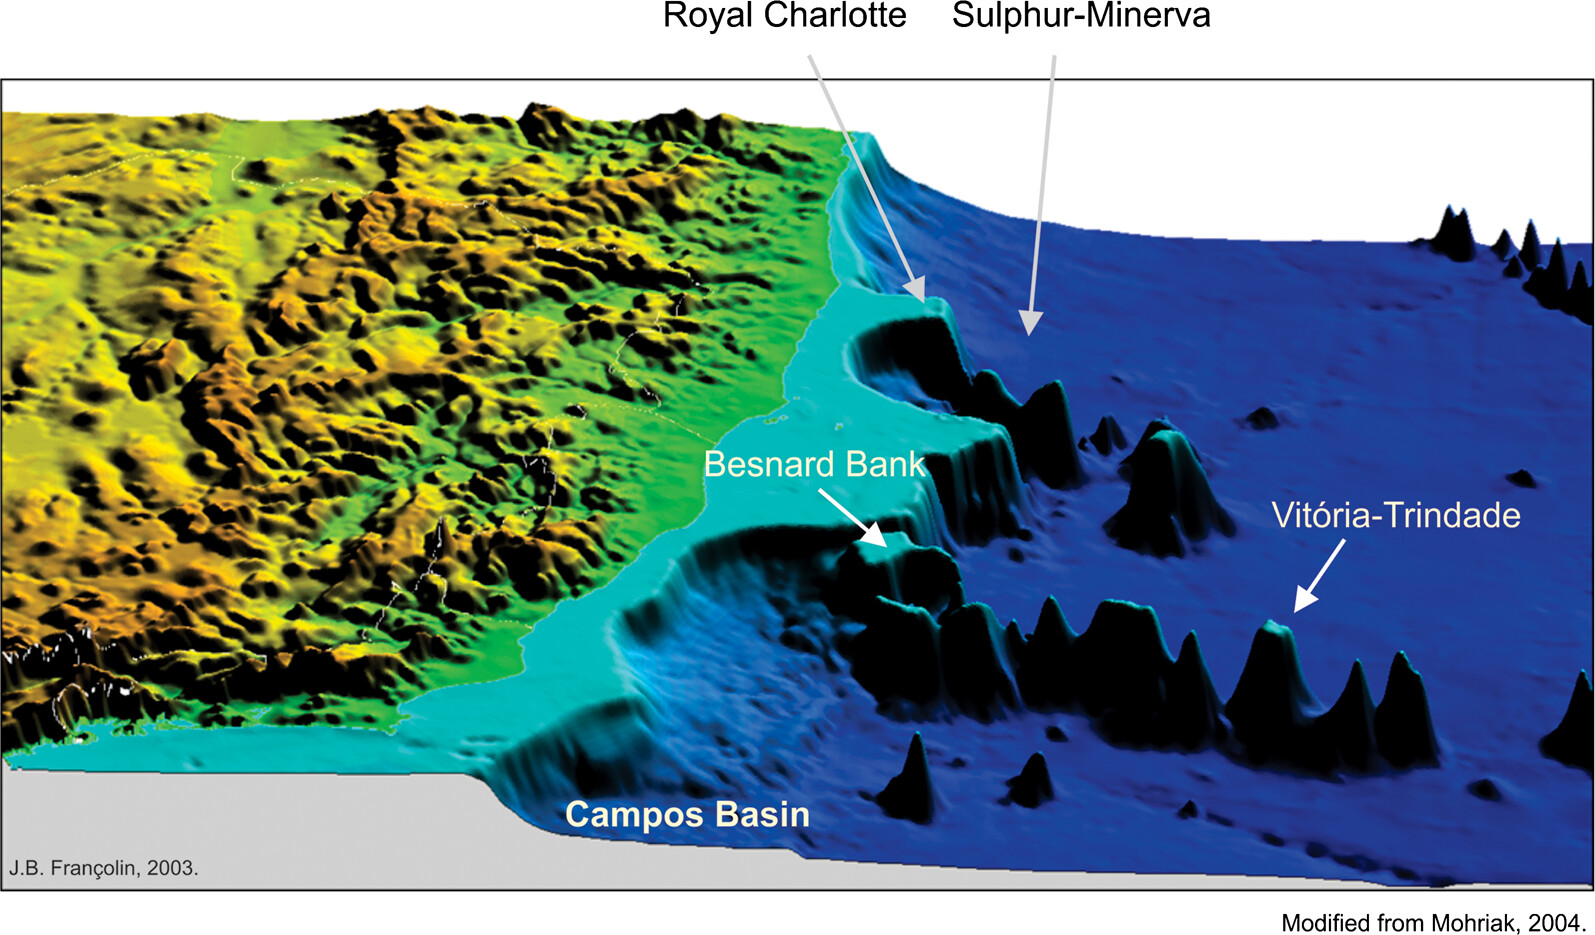 Royal Charlotte
Sulphur-Minerva
Besnard Bank
Vitória-Trindade
Campos Basin
J.B. Françolin, 2003.
Modified from Mohriak, 2004.